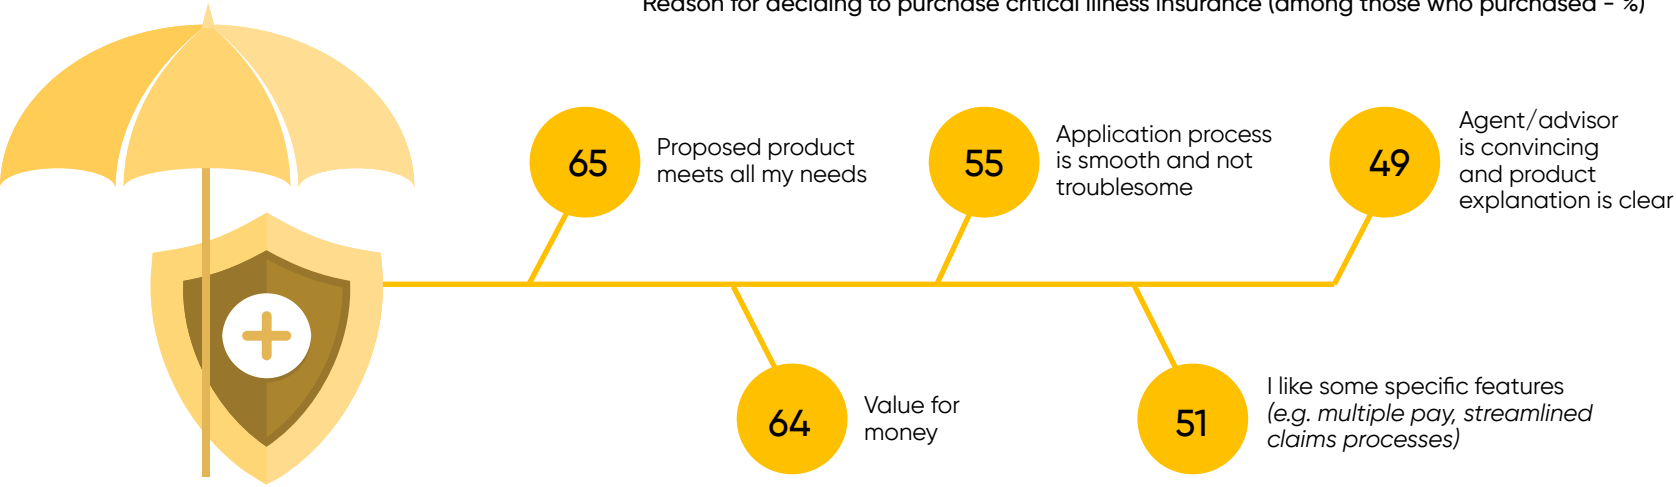 Reason for deciding to purchase critical illness insurance (among those who purchased - %)
65
Proposed product
meets all my needs
55
Application process
is smooth and not
troublesome
49
Agent/advisor
is convincing
and product
explanation is clear
64
Value for
money
51
I like some specific features
(e.g. multiple pay, streamlined
claims processes)